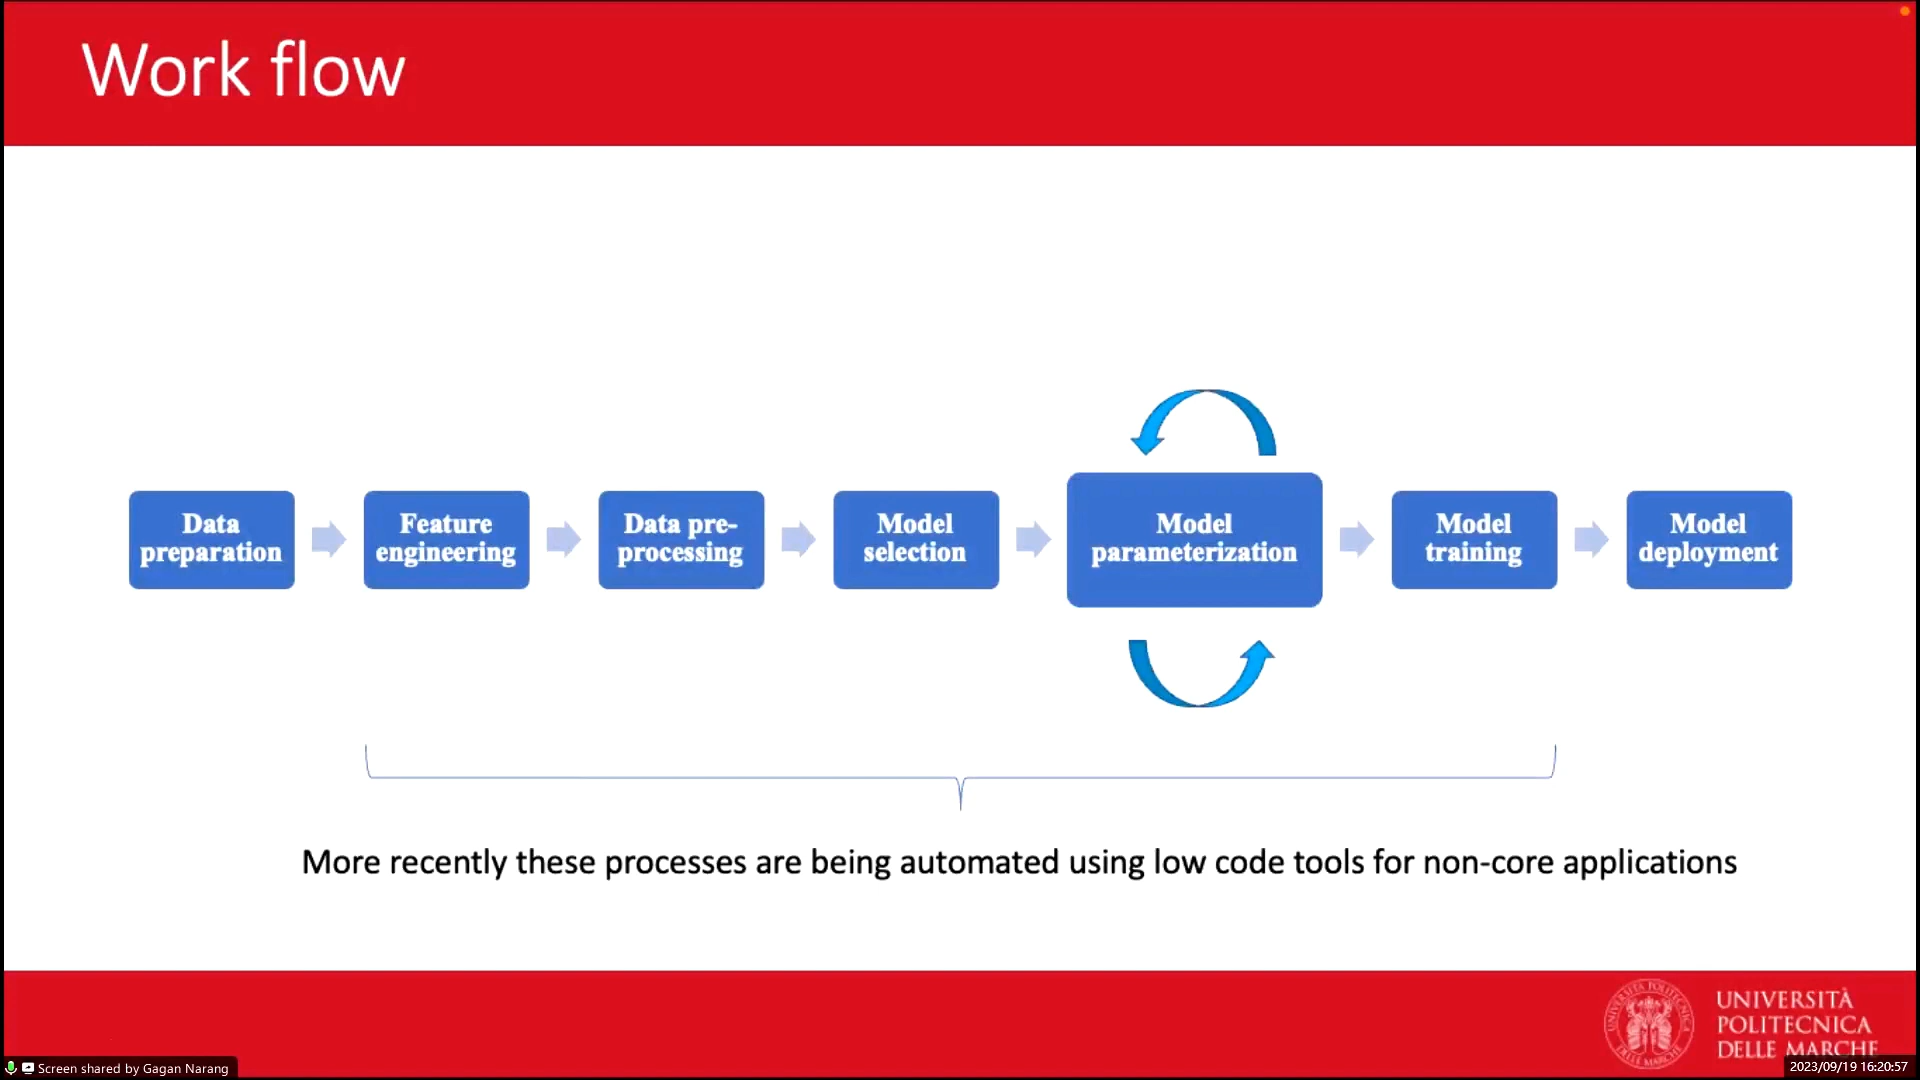 Work flow
Data
preparation
Feature
engineering
Data pre-
processing
Model
selection
Model
parameterization
Model
training
Model
deployment
More recently these processes are being automated using low code tools for non-core applications
UNIVERSITÀ
POLITECNICA
DELLE MARCHE
Screen shared by Gagan Narang
2023/09/19 16:20:57